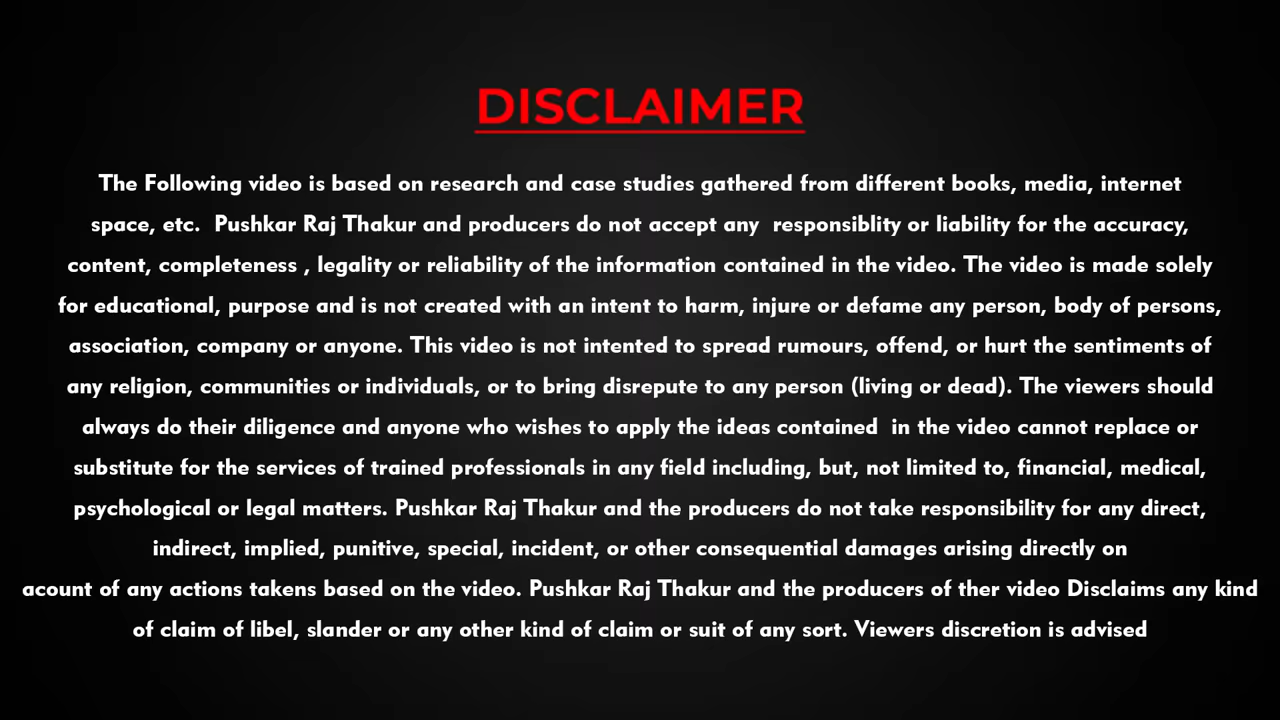 DISCLAIMER
The Following video is based on research and case studies gathered from different books, media, internet
space, etc.  Pushkar Raj Thakur and producers do not accept any  responsiblity or liability for the accuracy,
content, completeness , legality or reliability of the information contained in the video. The video is made solely
for educational, purpose and is not created with an intent to harm, injure or defame any person, body of persons,
association, company or anyone. This video is not intented to spread rumours, offend, or hurt the sentiments of
any religion, communities or individuals, or to bring disrepute to any person (living or dead). The viewers should
always do their diligence and anyone who wishes to apply the ideas contained  in the video cannot replace or
substitute for the services of trained professionals in any field including, but, not limited to, financial, medical,
psychological or legal matters. Pushkar Raj Thakur and the producers do not take responsibility for any direct,
indirect, implied, punitive, special, incident, or other consequential damages arising directly on
acount of any actions takens based on the video. Pushkar Raj Thakur and the producers of ther video Disclaims any kind
of claim of libel, slander or any other kind of claim or suit of any sort. Viewers discretion is advised